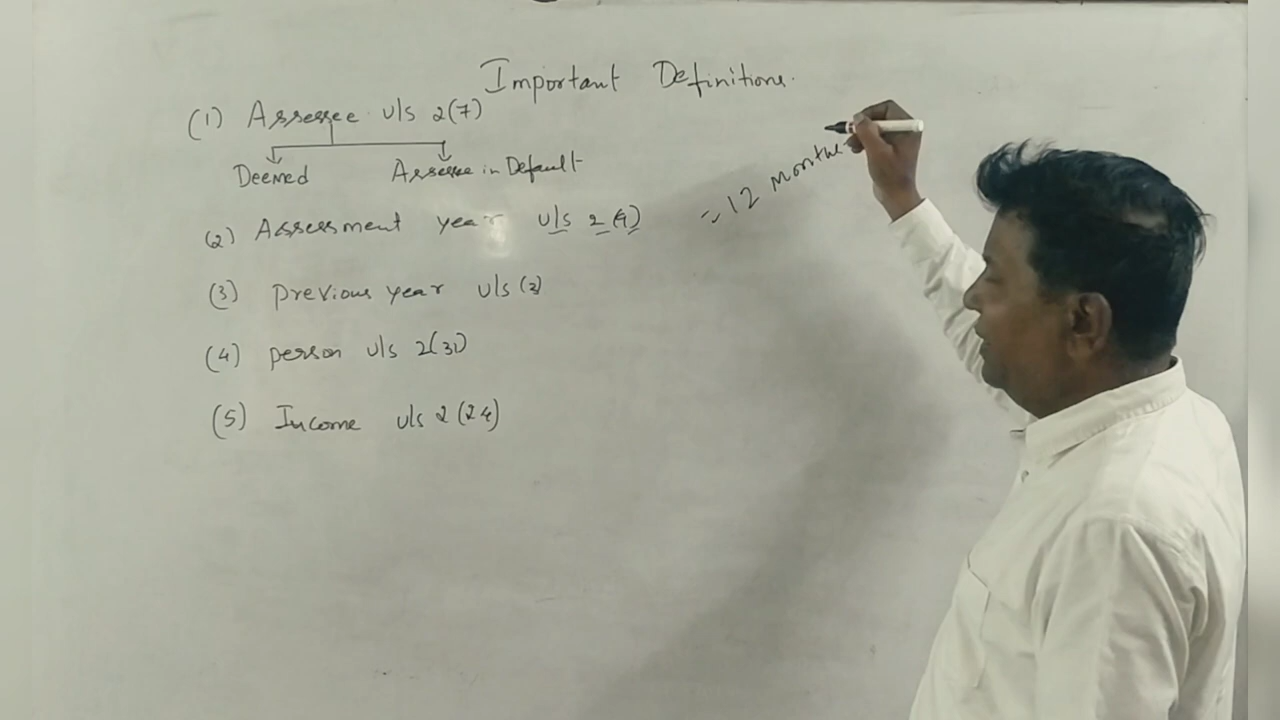 Important Definitions.
(1) Assessee u/s 2(7)
Deemed Assessee in Default
(2) Assessment year u/s 2(9) = 12 months
(3) previous year u/s (3)
(4) person u/s 2(31)
(5) Income u/s 2(24)